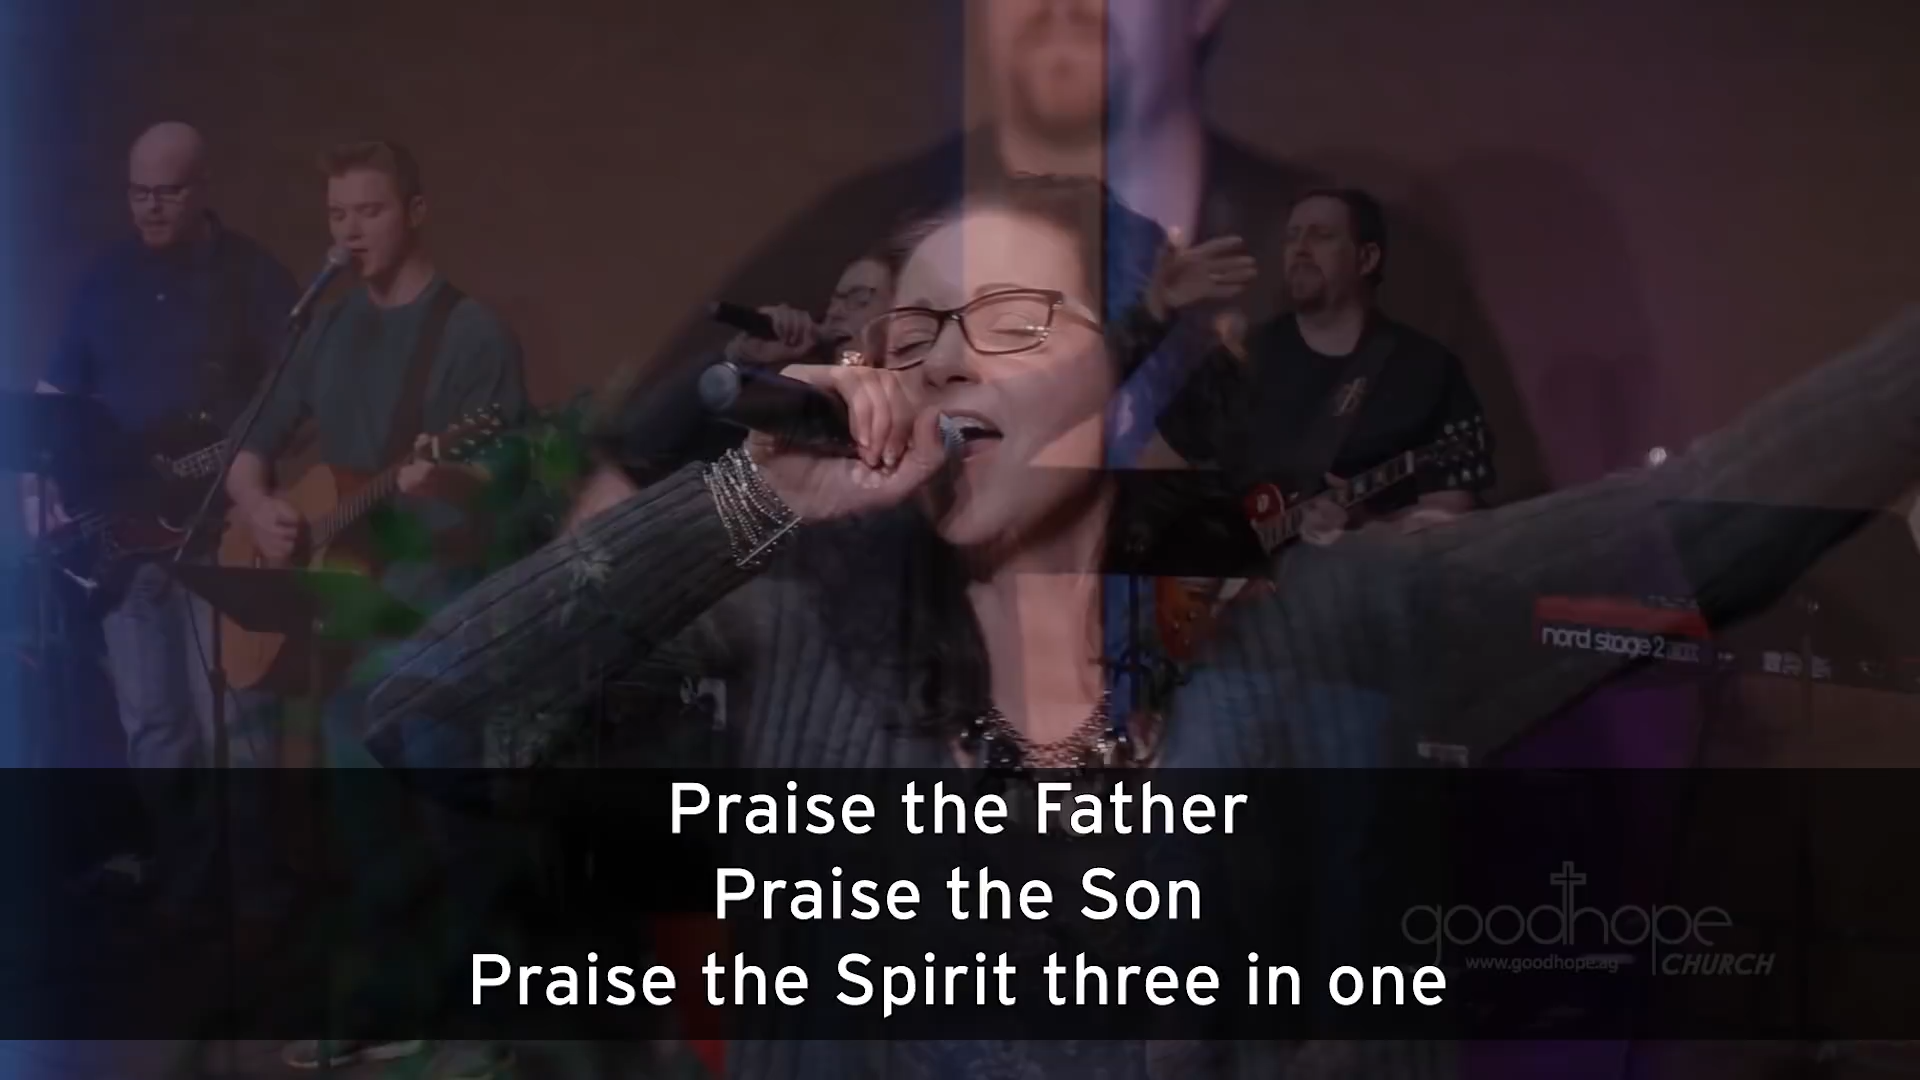 nord stage 2
Praise the Father
Praise the Son
Praise the Spirit three in one
goodhope
www.goodhope.ag
CHURCH